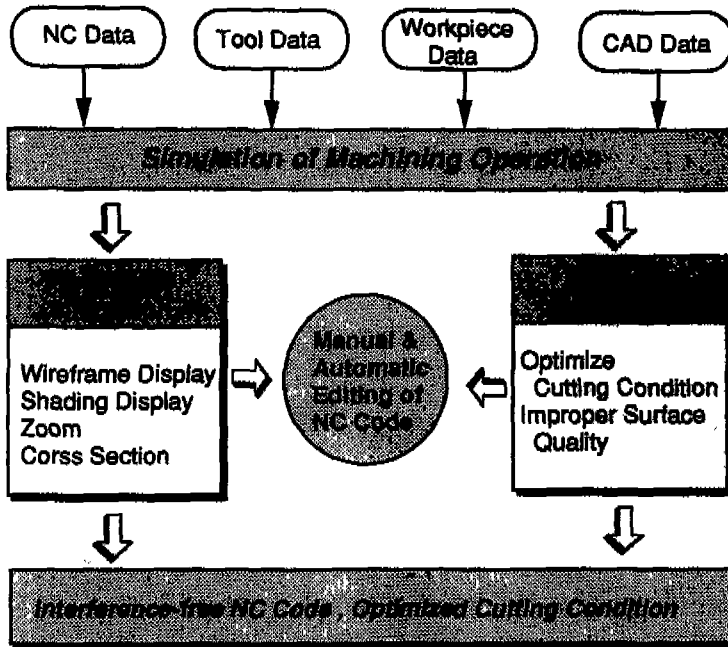 NC Data
Tool Data
Workpiece
Data
CAD Data
Simulation of Machining Operation
Wireframe Display
Shading Display
Zoom
Corss Section
Manual &
Automatic
Editing of
NC Code
Optimize
Cutting Condition
Improper Surface
Quality
Interference-free NC Code , Optimized Cutting Condition